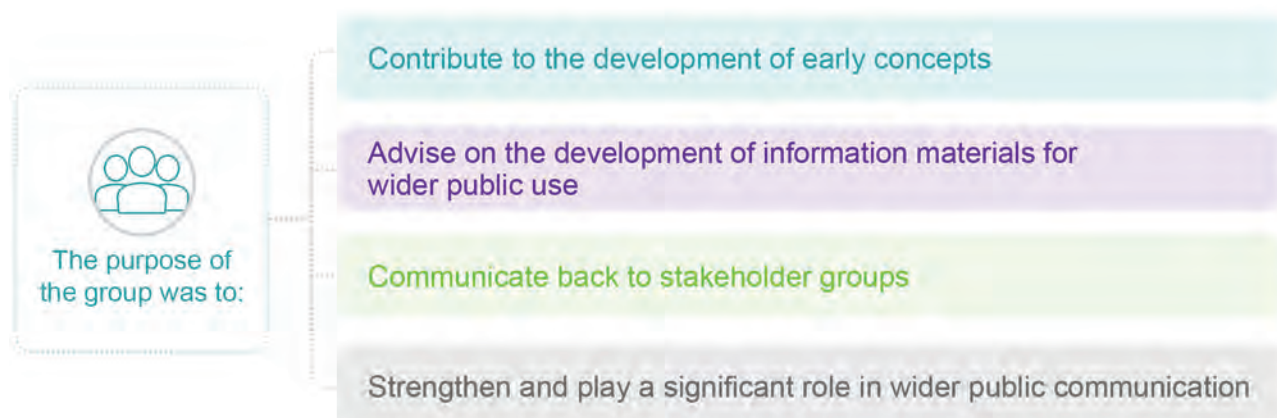 The purpose of
the group was to:
Contribute to the development of early concepts
Advise on the development of information materials for
wider public use
Communicate back to stakeholder groups
Strengthen and play a significant role in wider public communication